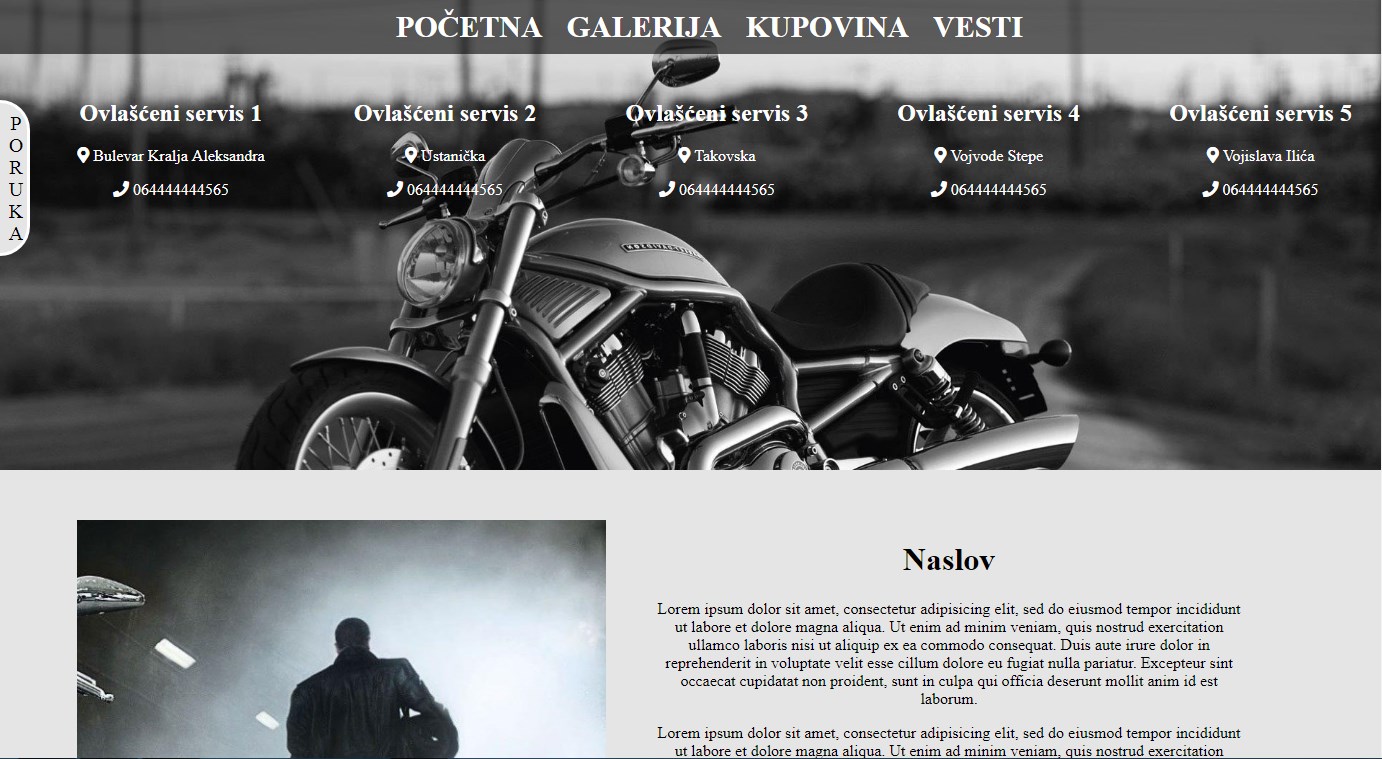 POČETNA GALERIJA KUPOVINA VESTI
Ovlašćeni servis 1
Bulevar Kralja Aleksandra
064444444565
Ovlašćeni servis 2
Ustanička
064444444565
Ovlašćeni servis 3
Takovska
064444444565
Ovlašćeni servis 4
Vojvode Stepe
064444444565
Ovlašćeni servis 5
Vojislava Ilića
064444444565
PORUKA
Naslov
Lorem ipsum dolor sit amet, consectetur adipisicing elit, sed do eiusmod tempor incididunt
ut labore et dolore magna aliqua. Ut enim ad minim veniam, quis nostrud exercitation
ullamco laboris nisi ut aliquip ex ea commodo consequat. Duis aute irure dolor in
reprehenderit in voluptate velit esse cillum dolore eu fugiat nulla pariatur. Excepteur sint
occaecat cupidatat non proident, sunt in culpa qui officia deserunt mollit anim id est
laborum.
Lorem ipsum dolor sit amet, consectetur adipisicing elit, sed do eiusmod tempor incididunt
ut labore et dolore magna aliqua. Ut enim ad minim veniam, quis nostrud exercitation